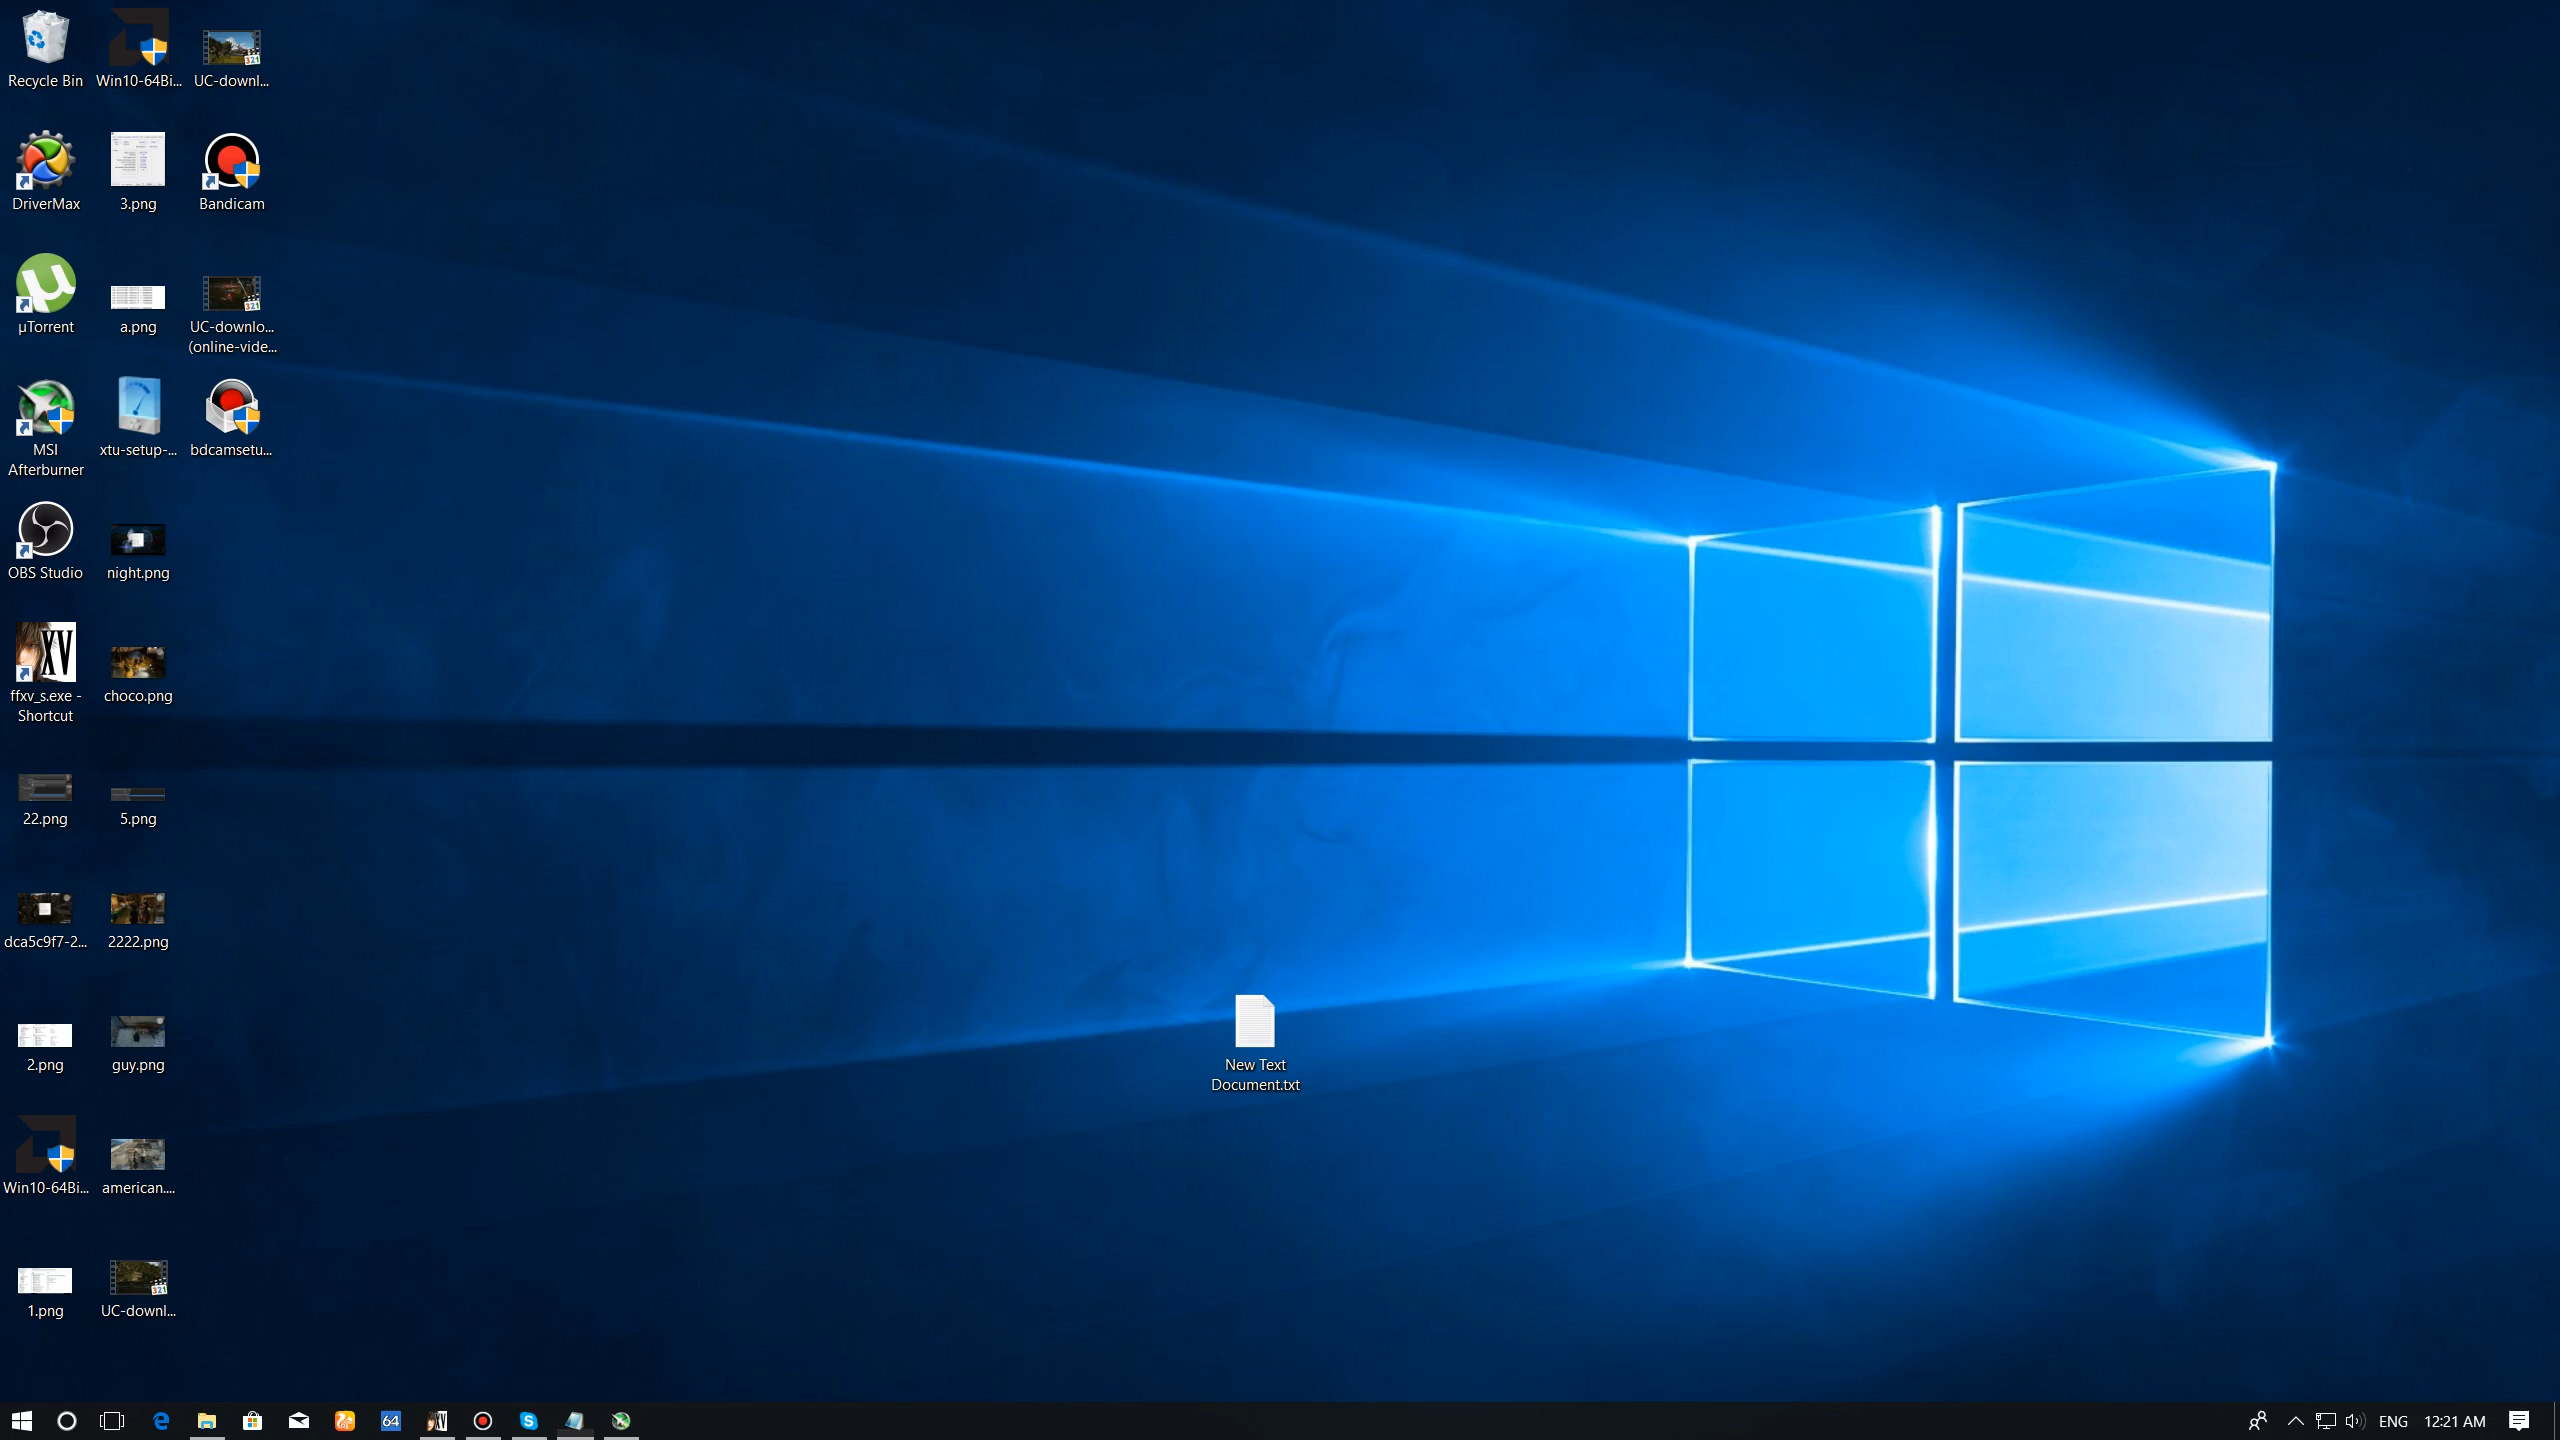 Recycle Bin
Win10-64Bi...
UC-downl...
DriverMax
3.png
Bandicam
µTorrent
a.png
UC-downlo...
(online-vide...
MSI
Afterburner
xtu-setup-...
bdcamsetu...
OBS Studio
night.png
ffxv_s.exe -
Shortcut
choco.png
22.png
5.png
dca5c9f7-2...
2222.png
2.png
guy.png
New Text
Document.txt
Win10-64Bi...
american....
1.png
UC-downl...
64
XV
ENG
12:21 AM